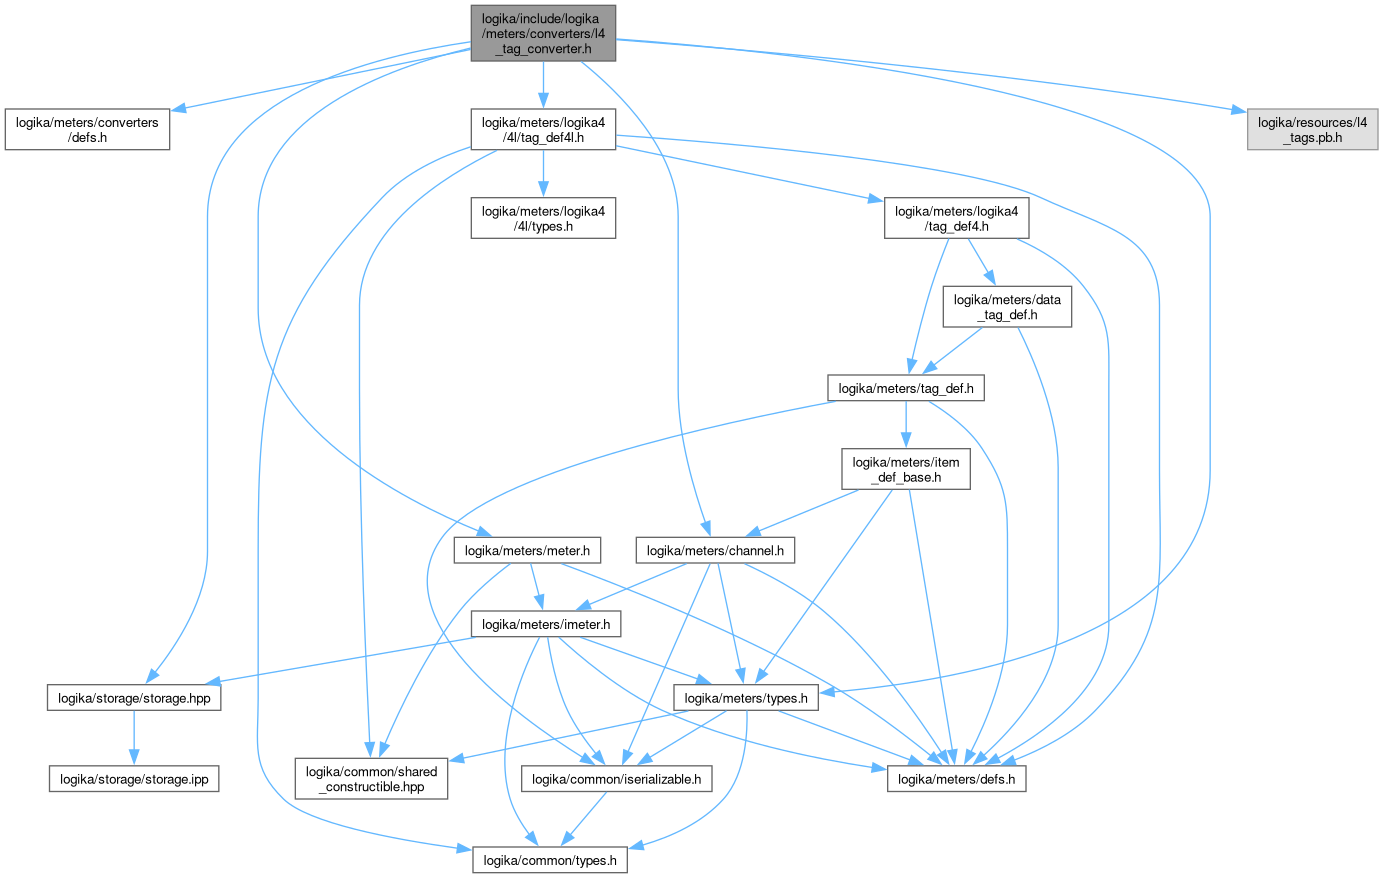 logika/include/logika
/meters/converters/l4
_tag_converter.h
logika/meters/converters
/defs.h
logika/meters/logika4
/4l/tag_def4l.h
logika/resources/l4
_tags.pb.h
logika/meters/logika4
/4l/types.h
logika/meters/logika4
/tag_def4.h
logika/meters/data
_tag_def.h
logika/meters/tag_def.h
logika/meters/item
_def_base.h
logika/meters/meter.h
logika/meters/channel.h
logika/meters/imeter.h
logika/storage/storage.hpp
logika/meters/types.h
logika/storage/storage.ipp
logika/common/shared
_constructible.hpp
logika/common/iserializable.h
logika/meters/defs.h
logika/common/types.h